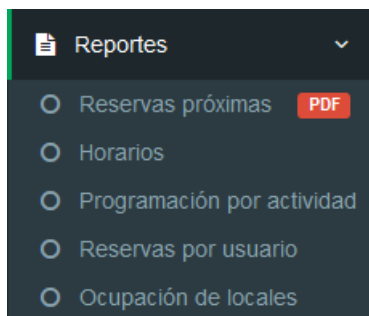 Reportes
Reservas próximas PDF
Horarios
Programación por actividad
Reservas por usuario
Ocupación de locales